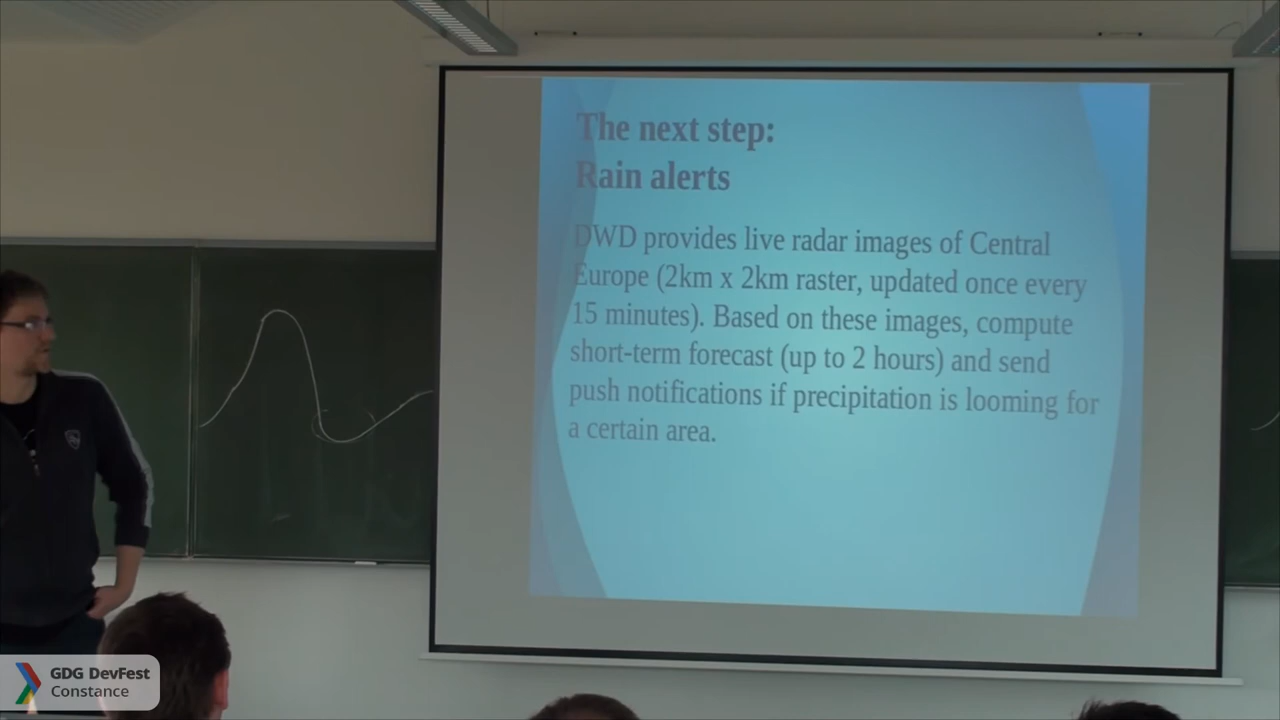 The next step:
Rain alerts
DWD provides live radar images of Central
Europe (2km x 2km raster, updated once every
15 minutes). Based on these images, compute
short-term forecast (up to 2 hours) and send
push notifications if precipitation is looming for
a certain area.
GDG DevFest
Constance